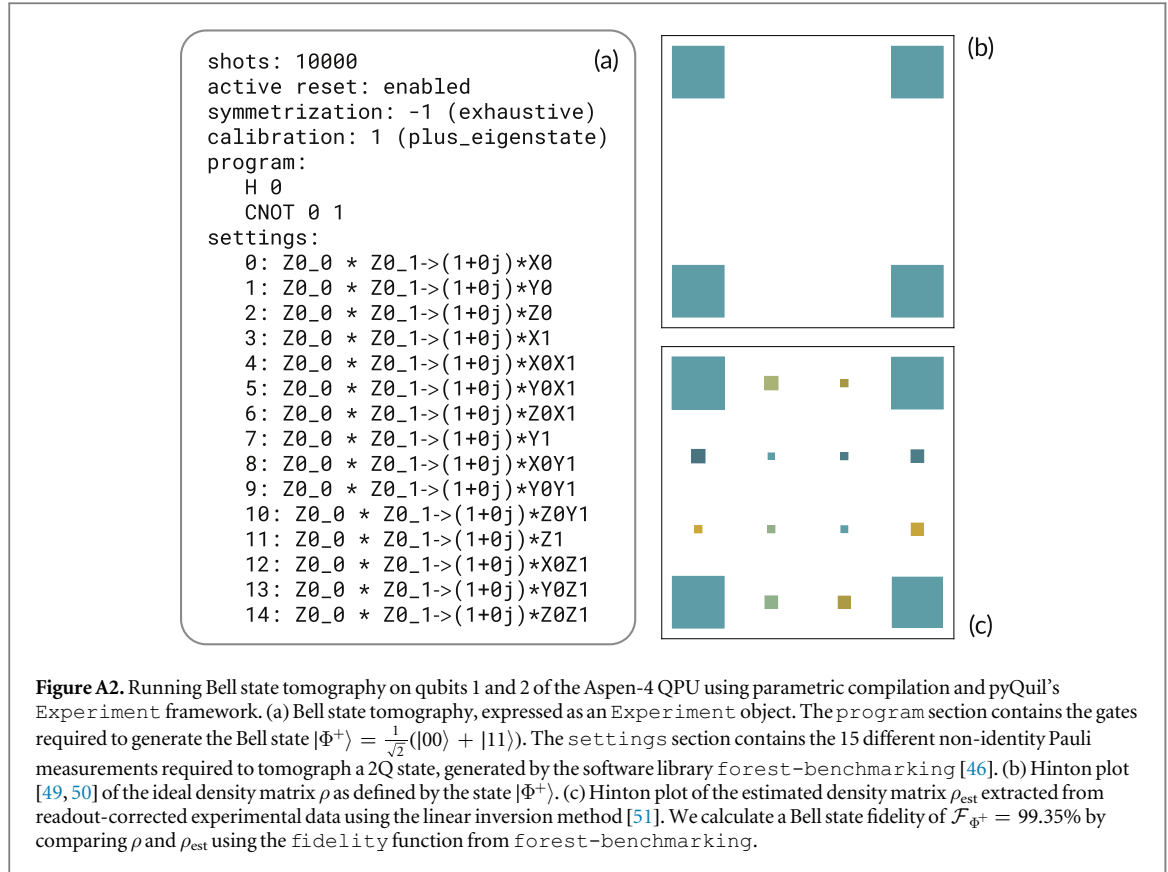 shots: 10000
(a)
active reset: enabled
symmetrization: -1 (exhaustive)
calibration: 1 (plus_eigenstate)
program:
H 0
CNOT 0 1
settings:
0: Z0_0 * Z0_1->(1+0j)*X0
1: Z0_0 * Z0_1->(1+0j)*Y0
2: Z0_0 * Z0_1->(1+0j)*Z0
3: Z0_0 * Z0_1->(1+0j)*X1
4: Z0_0 * Z0_1->(1+0j)*X0X1
5: Z0_0 * Z0_1->(1+0j)*Y0X1
6: Z0_0 * Z0_1->(1+0j)*Z0X1
7: Z0_0 * Z0_1->(1+0j)*Y1
8: Z0_0 * Z0_1->(1+0j)*X0Y1
9: Z0_0 * Z0_1->(1+0j)*Y0Y1
10: Z0_0 * Z0_1->(1+0j)*Z0Y1
11: Z0_0 * Z0_1->(1+0j)*Z1
12: Z0_0 * Z0_1->(1+0j)*X0Z1
13: Z0_0 * Z0_1->(1+0j)*Y0Z1
14: Z0_0 * Z0_1->(1+0j)*Z0Z1
(b)
(c)
Figure A2. Running Bell state tomography on qubits 1 and 2 of the Aspen-4 QPU using parametric compilation and pyQuil's
Experiment framework. (a) Bell state tomography, expressed as an Experiment object. The program section contains the gates
required to generate the Bell state |Φ⁺⟩ = 1/√2(|00⟩ + |11⟩). The settings section contains the 15 different non-identity Pauli
measurements required to tomograph a 2Q state, generated by the software library forest-benchmarking [46]. (b) Hinton plot
[49, 50] of the ideal density matrix ρ as defined by the state |Φ⁺⟩. (c) Hinton plot of the estimated density matrix ρest extracted from
readout-corrected experimental data using the linear inversion method [51]. We calculate a Bell state fidelity of ℱΦ⁺ = 99.35% by
comparing ρ and ρest using the fidelity function from forest-benchmarking.